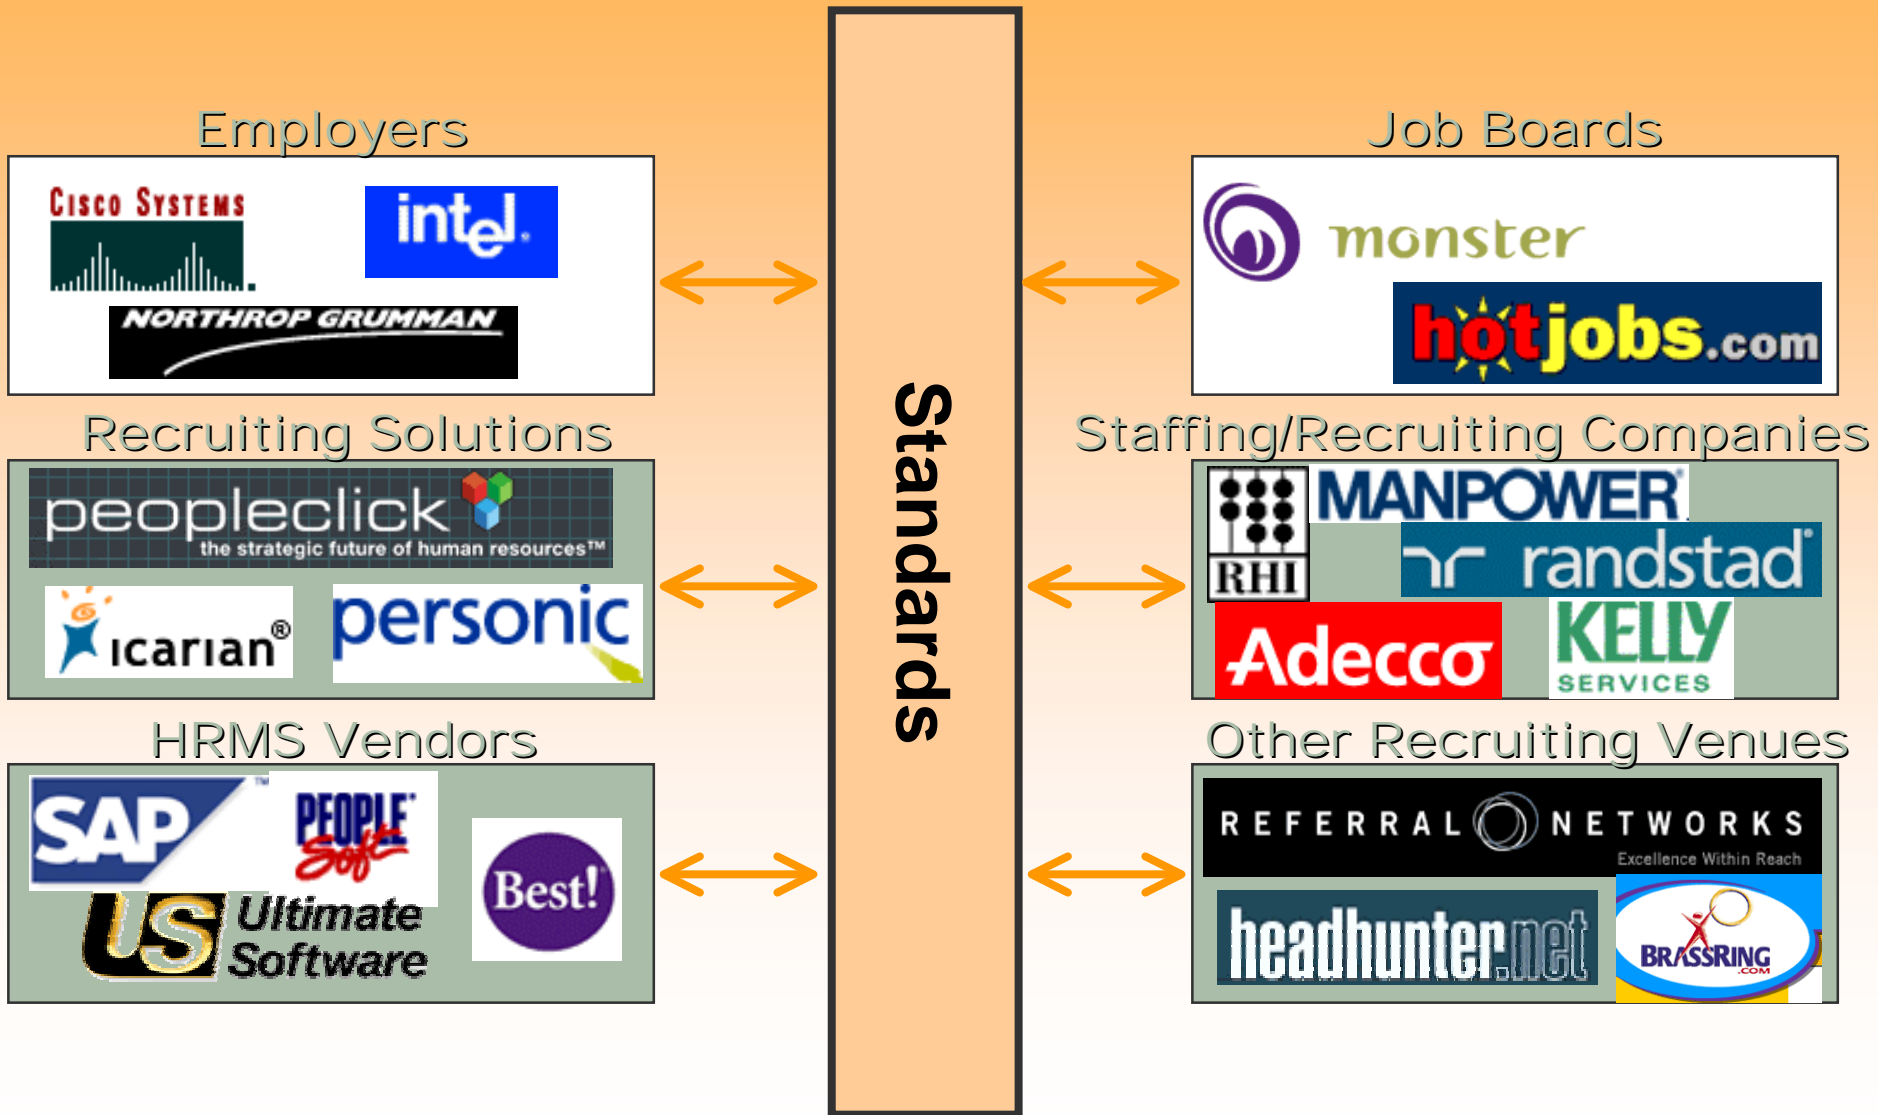 Employers
CISCO SYSTEMS
intel.
NORTHROP GRUMMAN
Recruiting Solutions
peopleclick
the strategic future of human resources™
icarian®
personic
HRMS Vendors
SAP™
PEOPLE
Soft
US Ultimate
Software
Best!
Standards
Job Boards
monster
hotjobs.com
Staffing/Recruiting Companies
RHI
MANPOWER
randstad
Adecco
KELLY
SERVICES
Other Recruiting Venues
REFERRAL NETWORKS
Excellence Within Reach
headhunter.net
BRASSRING
.COM